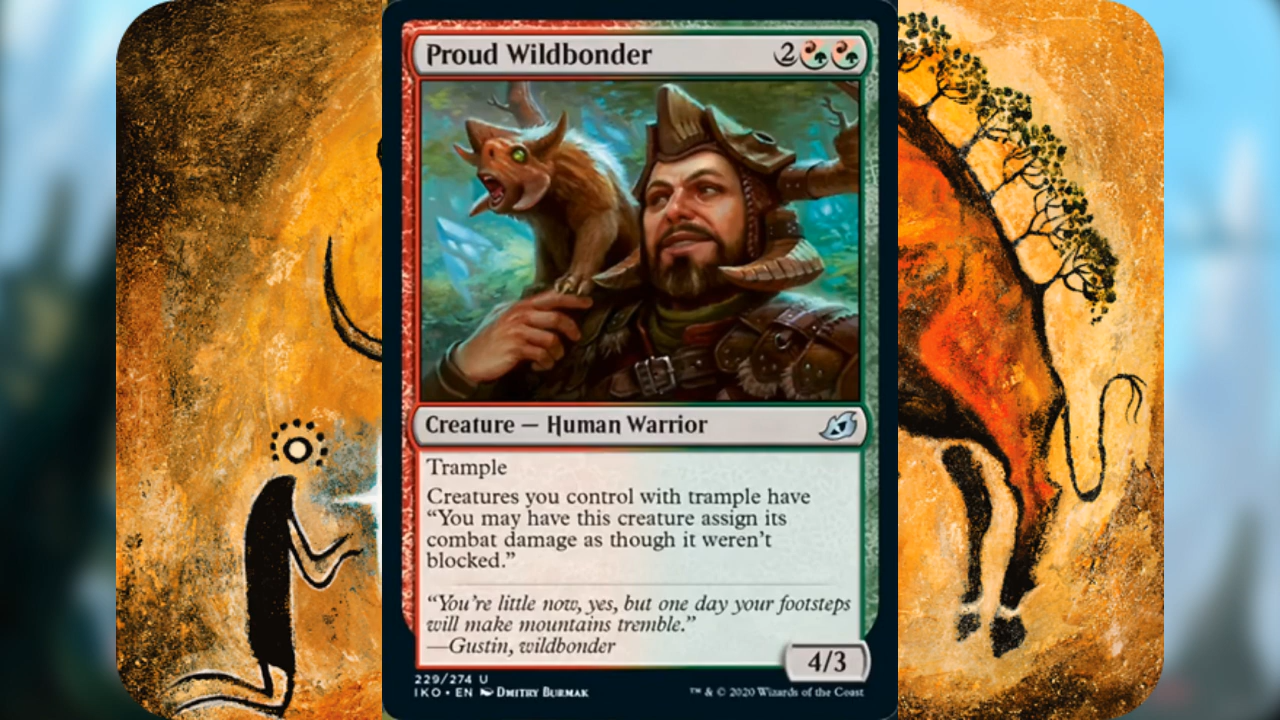 Proud Wildbonder 2
Creature — Human Warrior
Trample
Creatures you control with trample have
“You may have this creature assign its
combat damage as though it weren’t
blocked.”
“You’re little now, yes, but one day your footsteps
will make mountains tremble.”
—Gustin, wildbonder
4/3
229/274 U
IKO • EN Dmitry Burmak
™ & © 2020 Wizards of the Coast